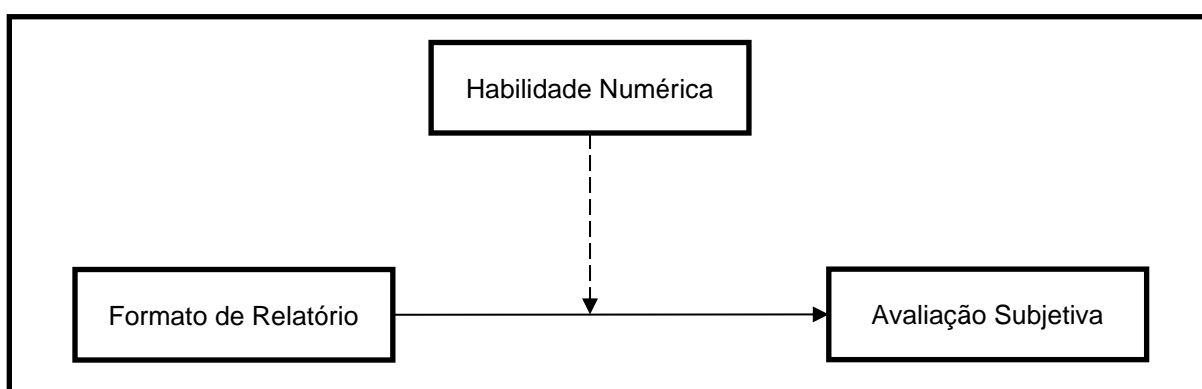 Habilidade Numérica
Formato de Relatório
Avaliação Subjetiva